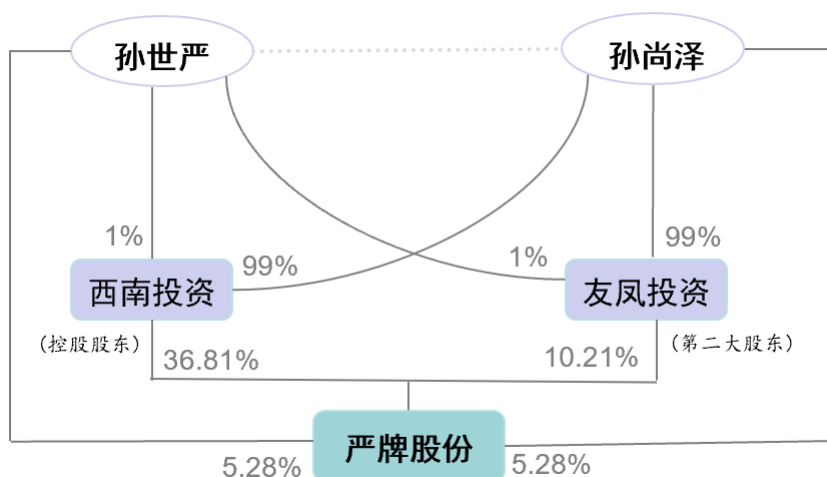 孙世严
孙尚泽
1%
99%
1%
99%
西南投资
友凤投资
(控股股东)
(第二大股东)
36.81%
10.21%
严牌股份
5.28%
5.28%